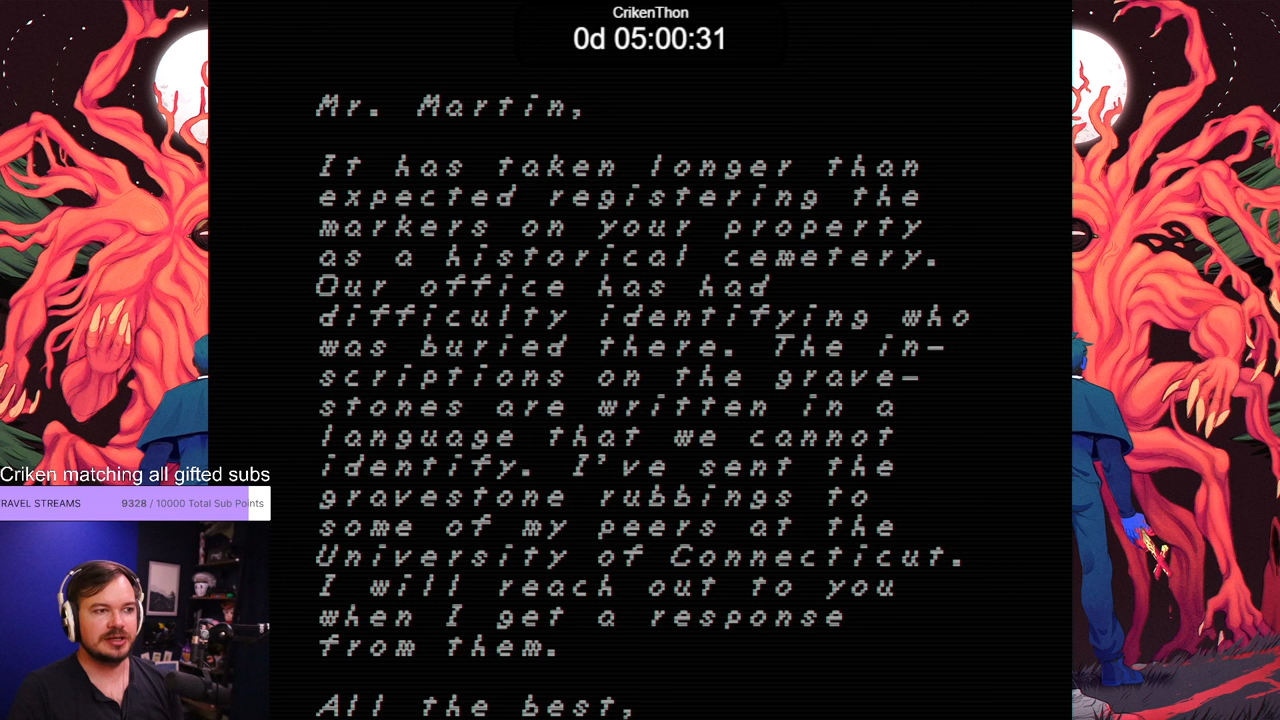 CrikenThon
0d 05:00:31
Mr. Martin,
It has taken longer than
expected registering the
markers on your property
as a historical cemetery.
Our office has had
difficulty identifying who
was buried there. The in-
scriptions on the grave-
stones are written in a
language that we cannot
identify. I've sent the
gravestone rubbings to
some of my peers at the
University of Connecticut.
I will reach out to you
when I get a response
from them.
All the best,
Criken matching all gifted subs
RAVEL STREAMS 9328 / 10000 Total Sub Points